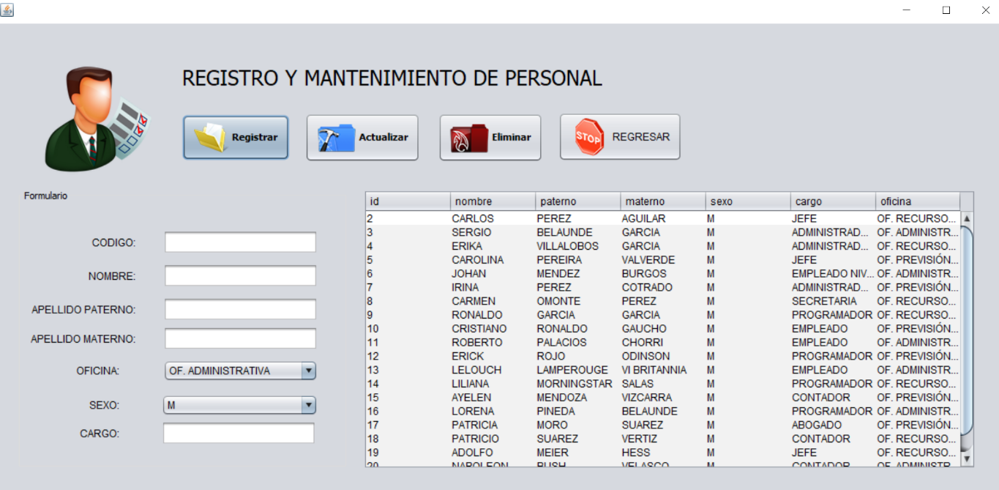 REGISTRO Y MANTENIMIENTO DE PERSONAL
Registrar
Actualizar
Eliminar
STOP
REGRESAR
Formulario
CODIGO:
NOMBRE:
APELLIDO PATERNO:
APELLIDO MATERNO:
OFICINA: OF. ADMINISTRATIVA
SEXO: M
CARGO:
id nombre paterno materno sexo cargo oficina
2 CARLOS PEREZ AGUILAR M JEFE OF. RECURSO...
3 SERGIO BELAUNDE GARCIA M ADMINISTRAD... OF. ADMINISTR...
4 ERIKA VILLALOBOS GARCIA M ADMINISTRAD... OF. RECURSO...
5 CAROLINA PEREIRA VALVERDE M JEFE OF. PREVISIÓN...
6 JOHAN MENDEZ BURGOS M EMPLEADO NIV... OF. ADMINISTR...
7 IRINA PEREZ COTRADO M ADMINISTRAD... OF. PREVISIÓN...
8 CARMEN OMONTE PEREZ M SECRETARIA OF. RECURSO...
9 RONALDO GARCIA GARCIA M PROGRAMADOR OF. RECURSO...
10 CRISTIANO RONALDO GAUCHO M EMPLEADO OF. PREVISIÓN...
11 ROBERTO PALACIOS CHORRI M EMPLEADO OF. ADMINISTR...
12 ERICK ROJO ODINSON M PROGRAMADOR OF. PREVISIÓN...
13 LELOUCH LAMPEROUGE VI BRITANNIA M EMPLEADO OF. ADMINISTR...
14 LILIANA MORNINGSTAR SALAS M PROGRAMADOR OF. RECURSO...
15 AYELEN MENDOZA VIZCARRA M CONTADOR OF. PREVISIÓN...
16 LORENA PINEDA BELAUNDE M PROGRAMADOR OF. ADMINISTR...
17 PATRICIA MORO SUAREZ M ABOGADO OF. PREVISIÓN...
18 PATRICIO SUAREZ VERTIZ M CONTADOR OF. RECURSO...
19 ADOLFO MEIER HESS M JEFE OF. RECURSO...
20 NAPOLEON BUSH VELASCO M CONTADOR OF. ADMINISTR...